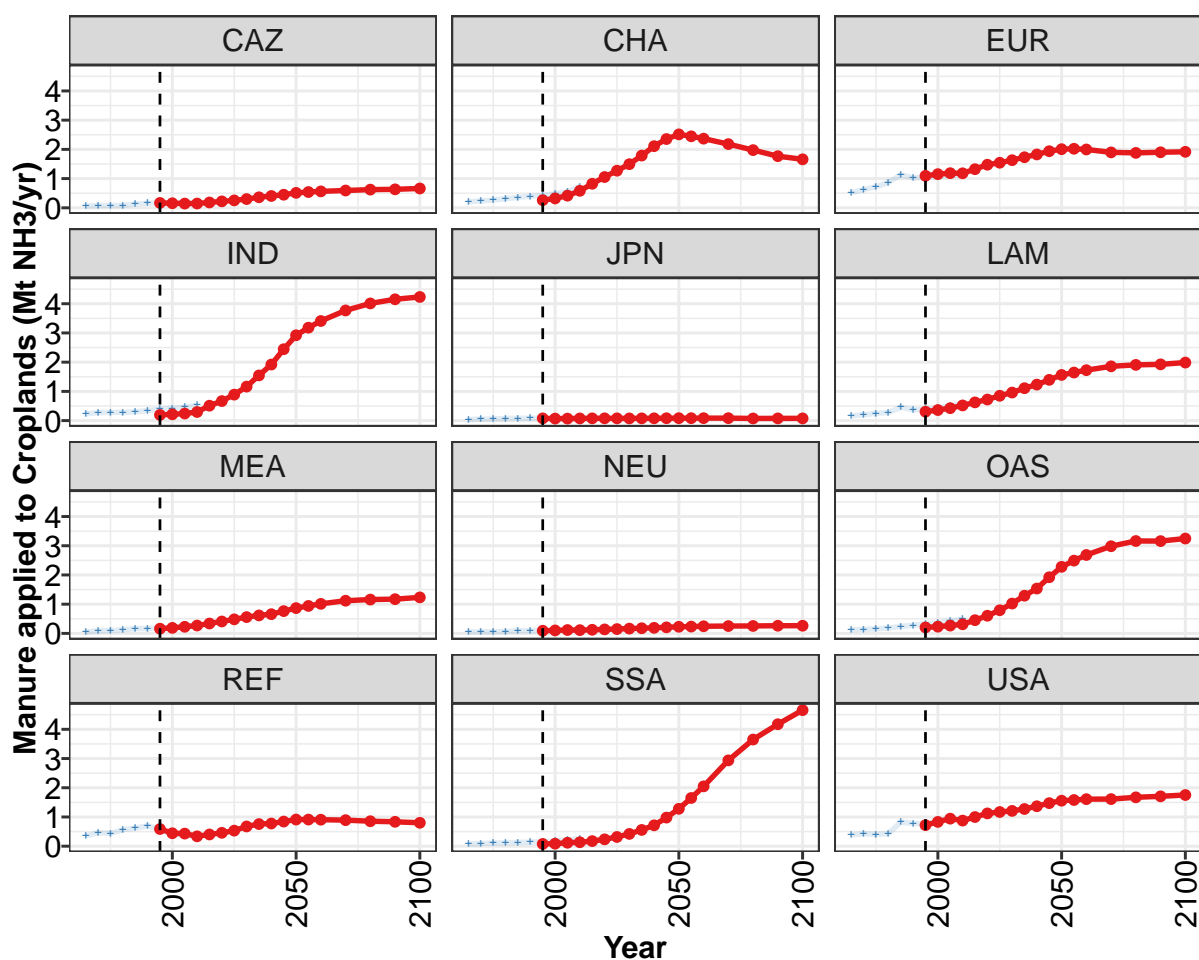 Manure applied to Croplands (Mt NH3/yr)
CAZ CHA EUR
4
3
2
1
0
IND JPN LAM
4
3
2
1
0
MEA NEU OAS
4
3
2
1
0
REF SSA USA
4
3
2
1
0
2000 2050 2100 2000 2050 2100 2000 2050 2100
Year